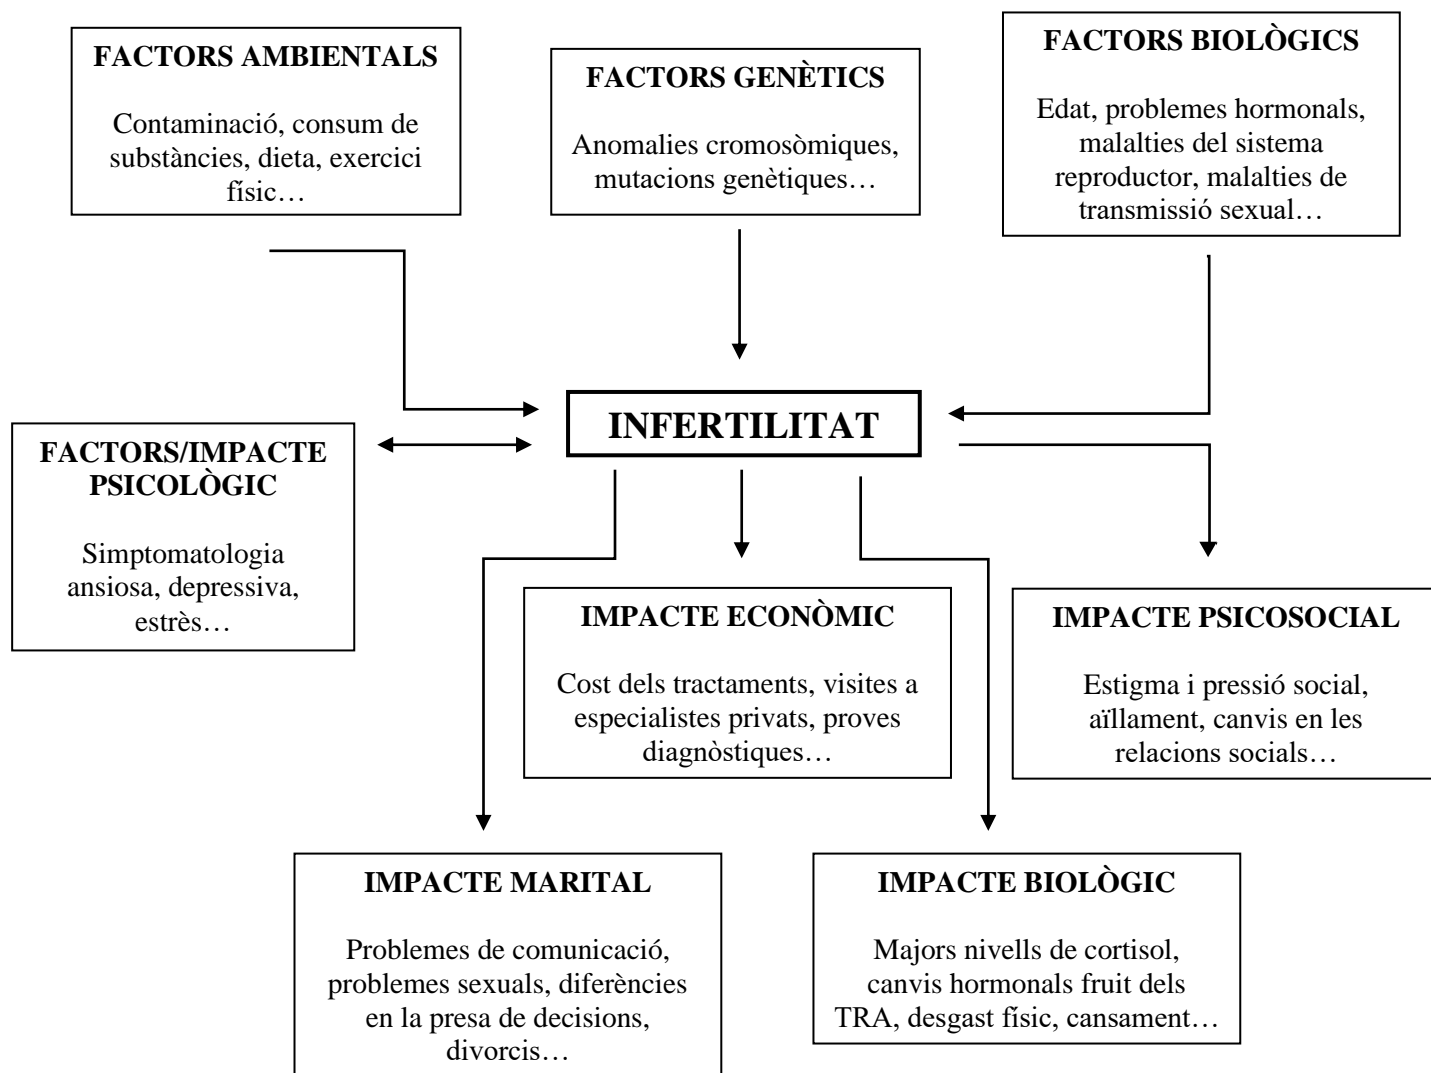 FACTORS AMBIENTALS
Contaminació, consum de
substàncies, dieta, exercici
físic…
FACTORS GENÈTICS
Anomalies cromosòmiques,
mutacions genètiques…
FACTORS BIOLÒGICS
Edat, problemes hormonals,
malalties del sistema
reproductor, malalties de
transmissió sexual…
INFERTILITAT
FACTORS/IMPACTE
PSICOLÒGIC
Simptomatologia
ansiosa, depressiva,
estrès…
IMPACTE ECONÒMIC
Cost dels tractaments, visites a
especialistes privats, proves
diagnòstiques…
IMPACTE PSICOSOCIAL
Estigma i pressió social,
aïllament, canvis en les
relacions socials…
IMPACTE MARITAL
Problemes de comunicació,
problemes sexuals, diferències
en la presa de decisions,
divorcis…
IMPACTE BIOLÒGIC
Majors nivells de cortisol,
canvis hormonals fruit dels
TRA, desgast físic, cansament…